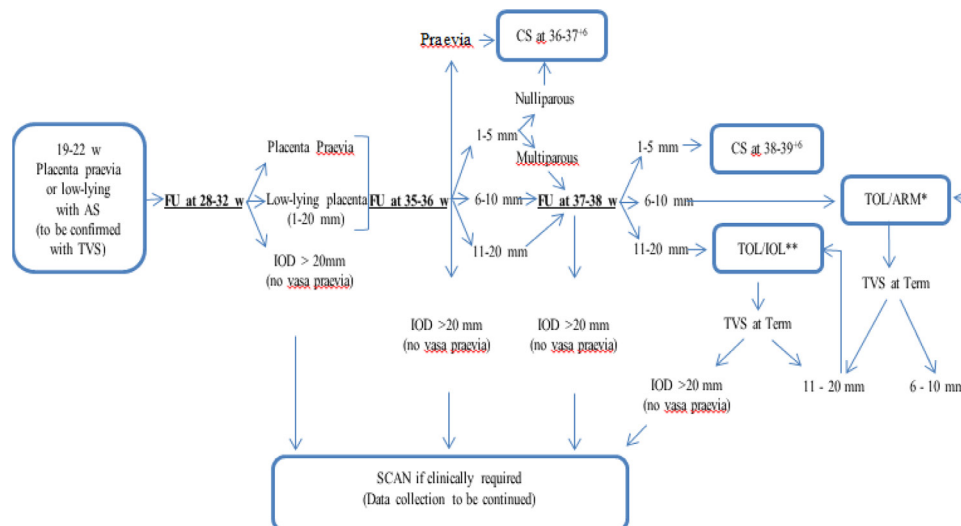 Praevia
CS at 36-37+6
Nulliparous
1-5 mm
Multiparous
19-22 w
Placenta praevia
or low-lying
with AS
(to be confirmed
with TVS)
FU at 28-32 w
Placenta Praevia
Low-lying placenta
(1-20 mm)
IOD > 20mm
(no vasa praevia)
FU at 35-36 w
6-10 mm
11-20 mm
FU at 37-38 w
1-5 mm
CS at 38-39+6
6-10 mm
TOL/ARM*
11-20 mm
TOL/IOL**
TVS at Term
TVS at Term
IOD >20 mm
(no vasa praevia)
IOD >20 mm
(no vasa praevia)
IOD >20 mm
(no vasa praevia)
11 - 20 mm
6 - 10 mm
SCAN if clinically required
(Data collection to be continued)